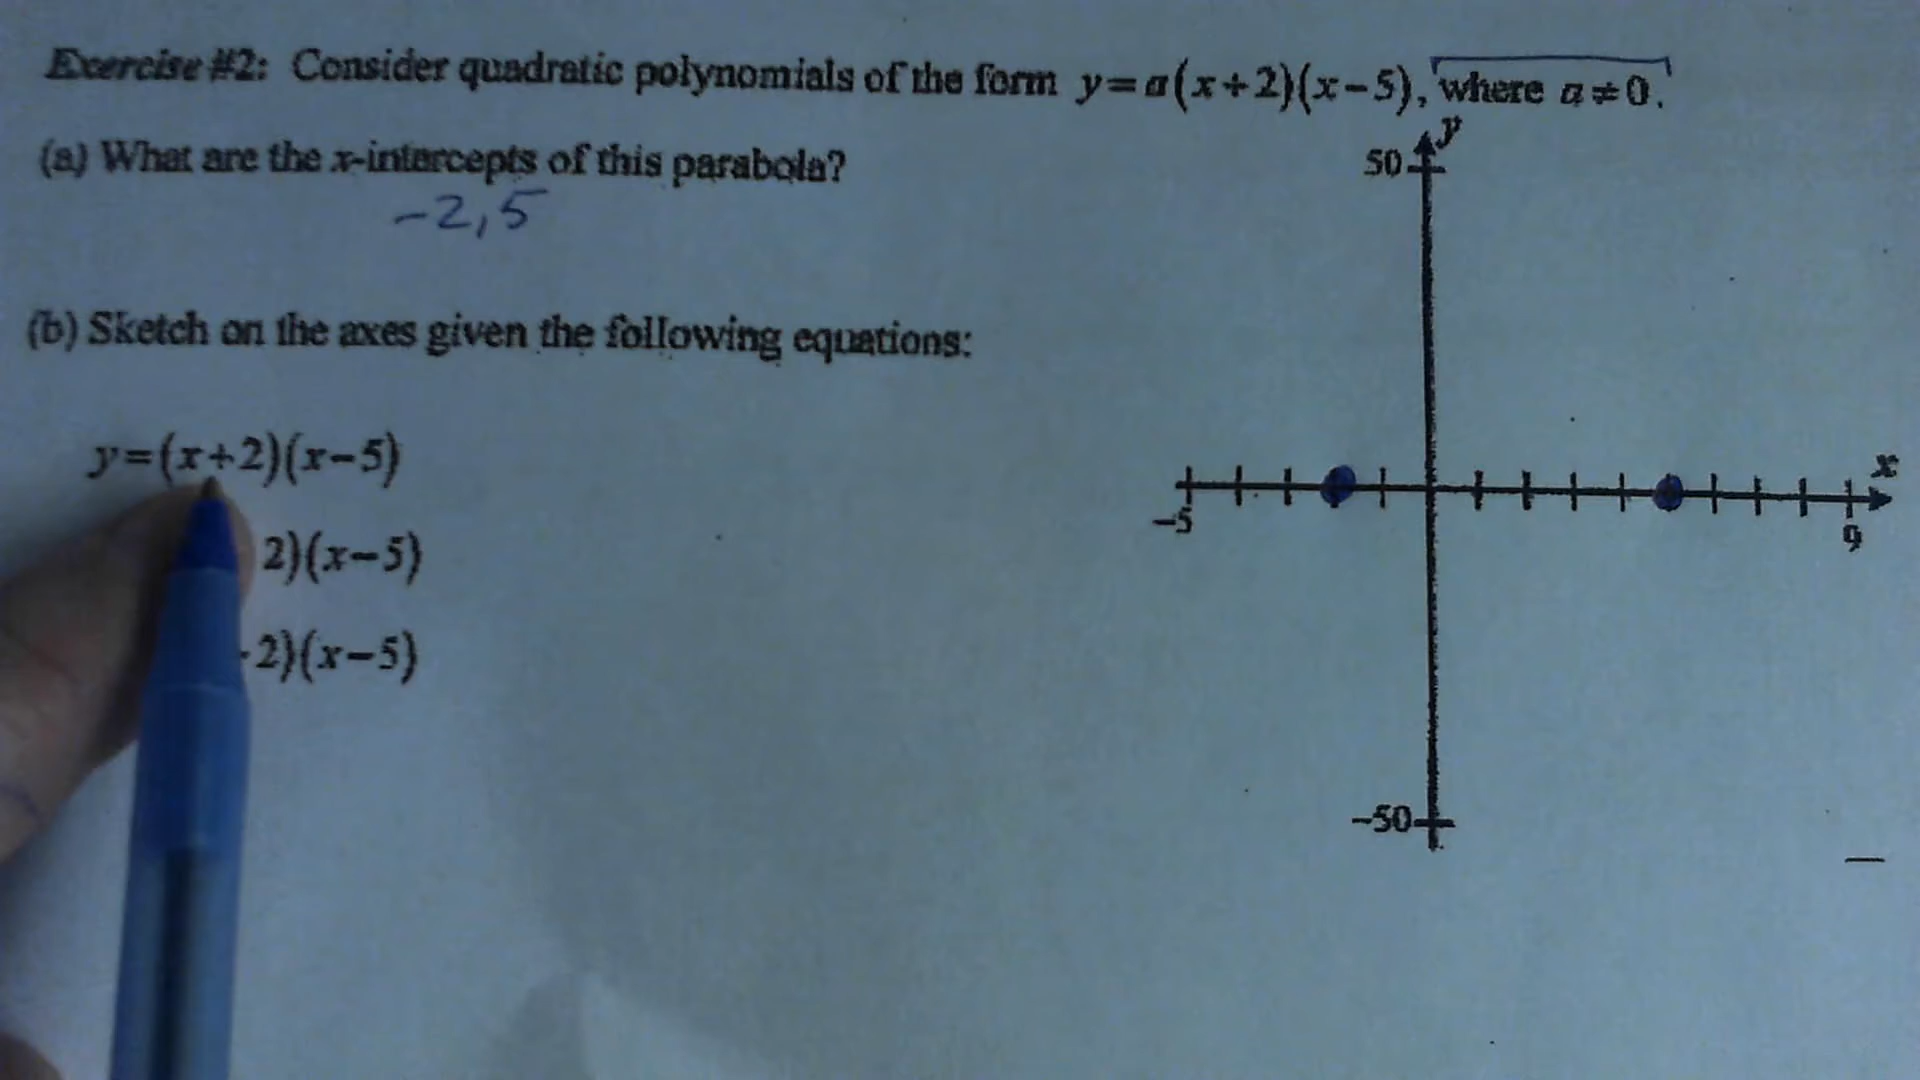 Exercise #2: Consider quadratic polynomials of the form y=a(x+2)(x-5), where a≠0.
(a) What are the x-intercepts of this parabola?
-2,5
(b) Sketch on the axes given the following equations:
y=(x+2)(x-5)
2)(x-5)
2)(x-5)
y
50
x
-5
9
-50